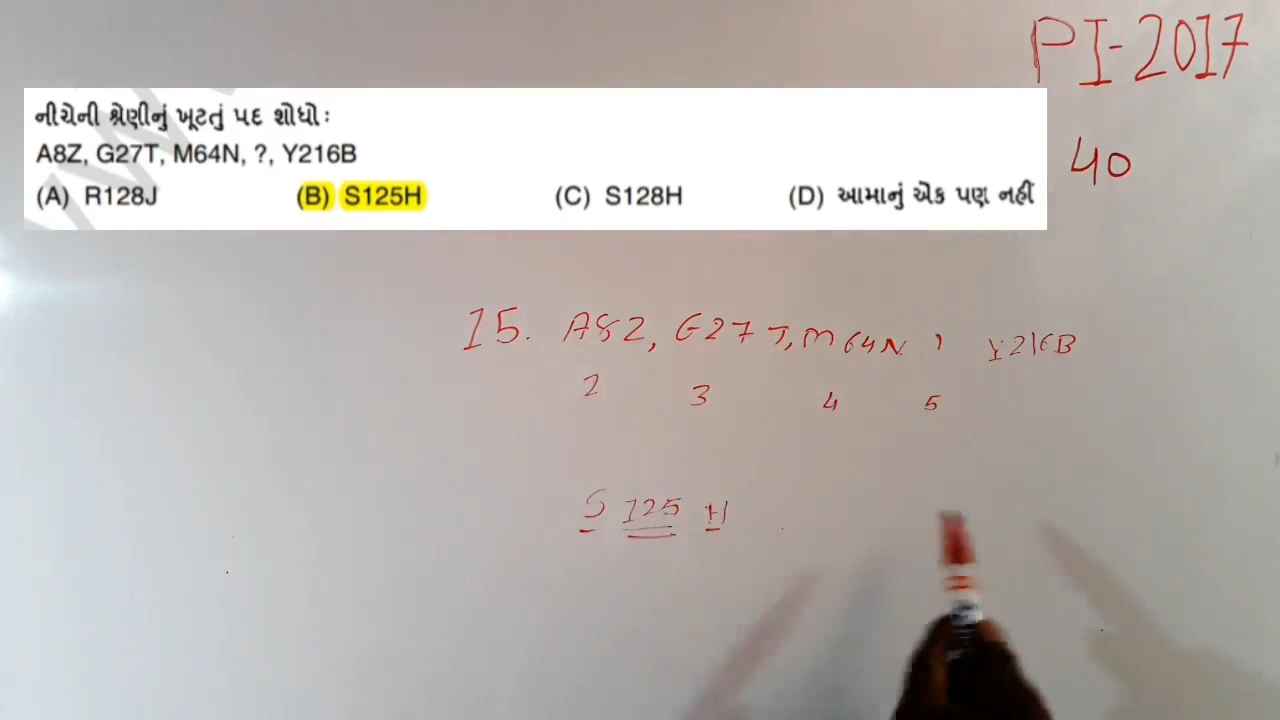 PI-2017
નીચેની શ્રેણીનું ખૂટતું પદ શોધોઃ
A8Z, G27T, M64N, ?, Y216B
40
(A) R128J (B) S125H (C) S128H (D) આમાનું એક પણ નહીં
15. A8Z, G27T, M64N, Y216B
2 3 4 5
S 125 H